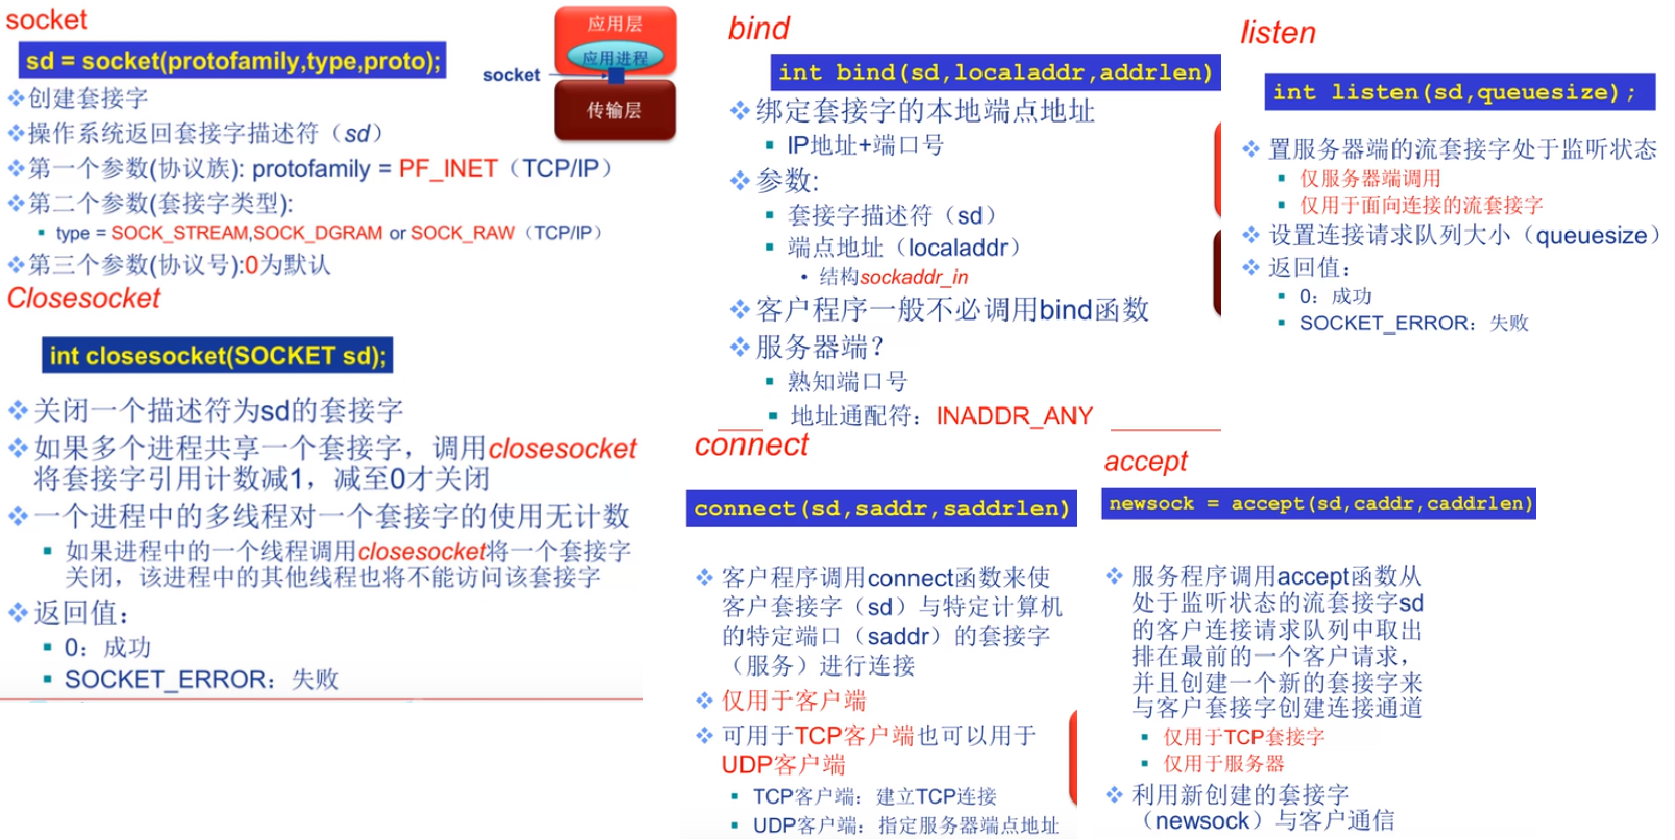 socket
sd = socket(protofamily,type,proto);
应用层
应用进程
socket
传输层
创建套接字
操作系统返回套接字描述符（sd）
第一个参数(协议族): protofamily = PF_INET（TCP/IP）
第二个参数(套接字类型):
type = SOCK_STREAM,SOCK_DGRAM or SOCK_RAW（TCP/IP）
第三个参数(协议号):0为默认
Closesocket
int closesocket(SOCKET sd);
关闭一个描述符为sd的套接字
如果多个进程共享一个套接字，调用closesocket
将套接字引用计数减1，减至0才关闭
一个进程中的多线程对一个套接字的使用无计数
如果进程中的一个线程调用closesocket将一个套接字
关闭，该进程中的其他线程也将不能访问该套接字
返回值：
0：成功
SOCKET_ERROR：失败
bind
int bind(sd,localaddr,addrlen)
绑定套接字的本地端点地址
IP地址+端口号
参数:
套接字描述符（sd）
端点地址（localaddr）
结构sockaddr_in
客户程序一般不必调用bind函数
服务器端？
熟知端口号
地址通配符：INADDR_ANY
listen
int listen(sd,queuesize);
置服务器端的流套接字处于监听状态
仅服务器端调用
仅用于面向连接的流套接字
设置连接请求队列大小（queuesize）
返回值：
0：成功
SOCKET_ERROR：失败
connect
connect(sd,saddr,saddrlen)
客户程序调用connect函数来使
客户套接字（sd）与特定计算机
的特定端口（saddr）的套接字
（服务）进行连接
仅用于客户端
可用于TCP客户端也可以用于
UDP客户端
TCP客户端：建立TCP连接
UDP客户端：指定服务器端点地址
accept
newsock = accept(sd,caddr,caddrlen)
服务程序调用accept函数从
处于监听状态的流套接字sd
的客户连接请求队列中取出
排在最前的一个客户请求，
并且创建一个新的套接字来
与客户套接字创建连接通道
仅用于TCP套接字
仅用于服务器
利用新创建的套接字
（newsock）与客户通信